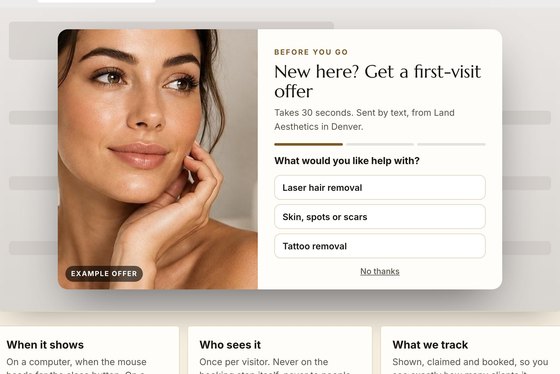 BEFORE YOU GO
New here? Get a first-visit
offer
Takes 30 seconds. Sent by text, from Land
Aesthetics in Denver.
What would you like help with?
Laser hair removal
Skin, spots or scars
Tattoo removal
No thanks
EXAMPLE OFFER
When it shows
On a computer, when the mouse
Who sees it
Once per visitor. Never on the
What we track
Shown, claimed and booked, so you